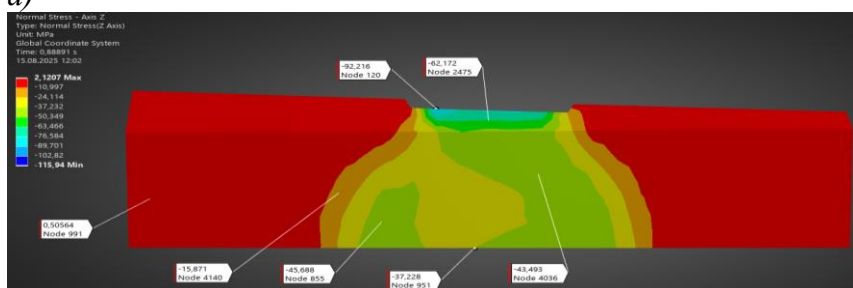 a)
Normal Stress - Axis Z
Type: Normal Stress(Z Axis)
Unit: MPa
Global Coordinate System
Time: 0,88891 s
15.08.2025 12:02
2,1207 Max
-10,997
-24,114
-37,232
-50,349
-63,466
-76,584
-89,701
-102,82
-115,94 Min
-92,216
Node 120
-62,172
Node 2475
0,50564
Node 991
-15,871
Node 4140
-45,688
Node 855
-37,228
Node 951
-43,493
Node 4036